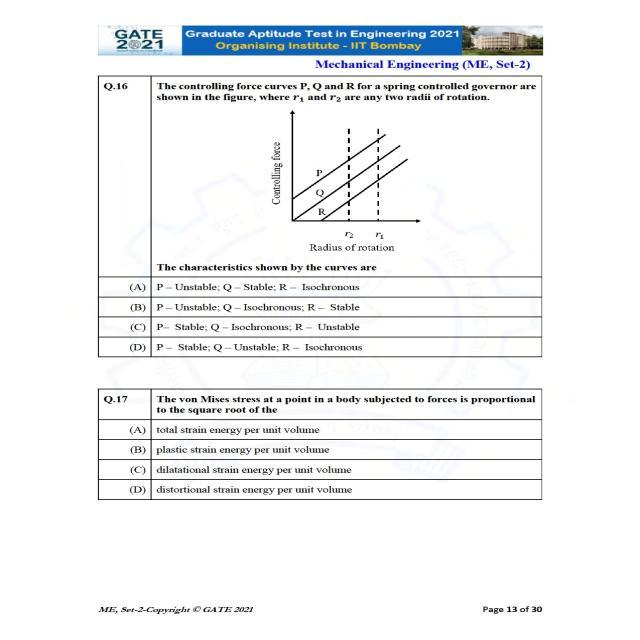 GATE
2021
Graduate Aptitude Test in Engineering 2021
Organising Institute - IIT Bombay
Mechanical Engineering (ME, Set-2)
Q.16 The controlling force curves P, Q and R for a spring controlled governor are
shown in the figure, where r₁ and r₂ are any two radii of rotation.
Controlling force
P
Q
R
r₂ r₁
Radius of rotation
The characteristics shown by the curves are
(A) P – Unstable; Q – Stable; R – Isochronous
(B) P – Unstable; Q – Isochronous; R – Stable
(C) P– Stable; Q – Isochronous; R – Unstable
(D) P – Stable; Q – Unstable; R – Isochronous
Q.17 The von Mises stress at a point in a body subjected to forces is proportional
to the square root of the
(A) total strain energy per unit volume
(B) plastic strain energy per unit volume
(C) dilatational strain energy per unit volume
(D) distortional strain energy per unit volume
ME, Set-2-Copyright © GATE 2021 Page 13 of 30